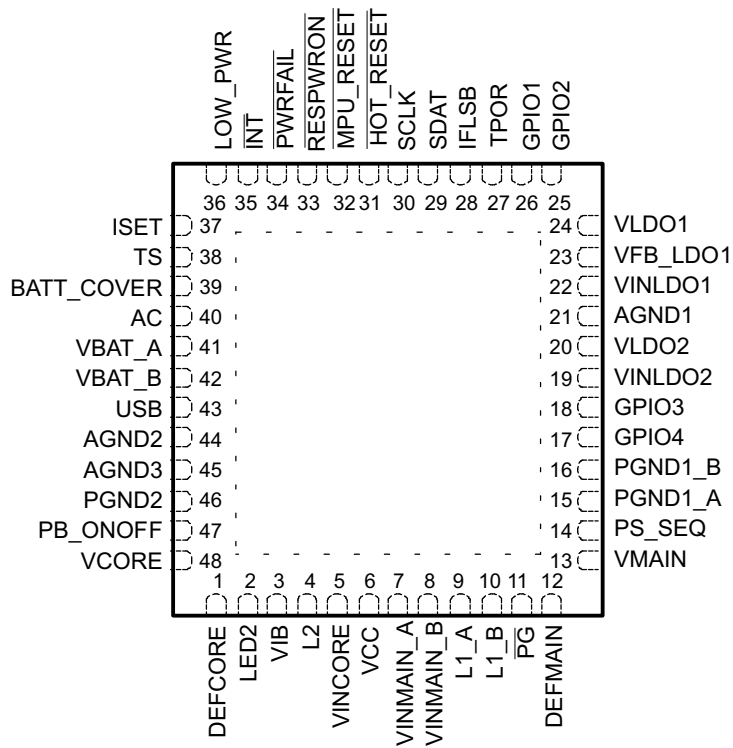 LOW_PWR
INT
PWRFAIL
RESPWRON
MPU_RESET
HOT_RESET
SCLK
SDAT
IFLSB
TPOR
GPIO1
GPIO2
36 35 34 33 32 31 30 29 28 27 26 25
ISET 37 24 VLDO1
TS 38 23 VFB_LDO1
BATT_COVER 39 22 VINLDO1
AC 40 21 AGND1
VBAT_A 41 20 VLDO2
VBAT_B 42 19 VINLDO2
USB 43 18 GPIO3
AGND2 44 17 GPIO4
AGND3 45 16 PGND1_B
PGND2 46 15 PGND1_A
PB_ONOFF 47 14 PS_SEQ
VCORE 48 13 VMAIN
1 2 3 4 5 6 7 8 9 10 11 12
DEFCORE
LED2
VIB
L2
VINCORE
VCC
VINMAIN_A
VINMAIN_B
L1_A
L1_B
PG
DEFMAIN